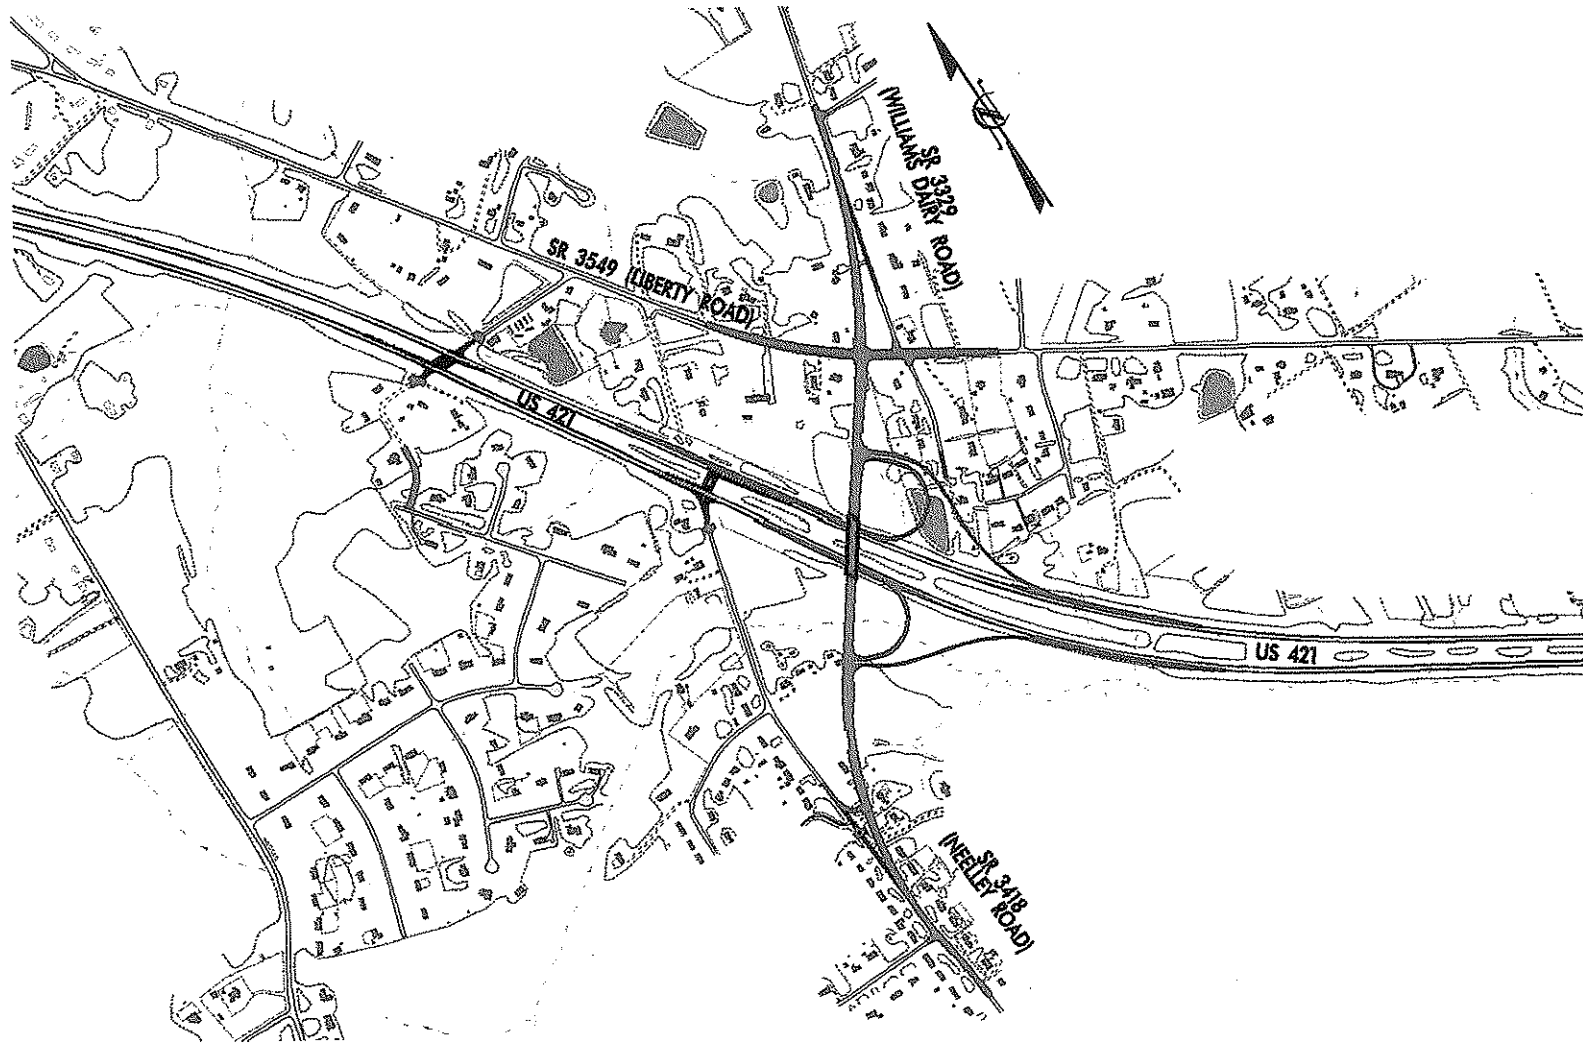 SR 3329
(WILLIAMS DAIRY ROAD)
SR 3549 (LIBERTY ROAD)
US 421
US 421
SR 3418
(NEELLEY ROAD)